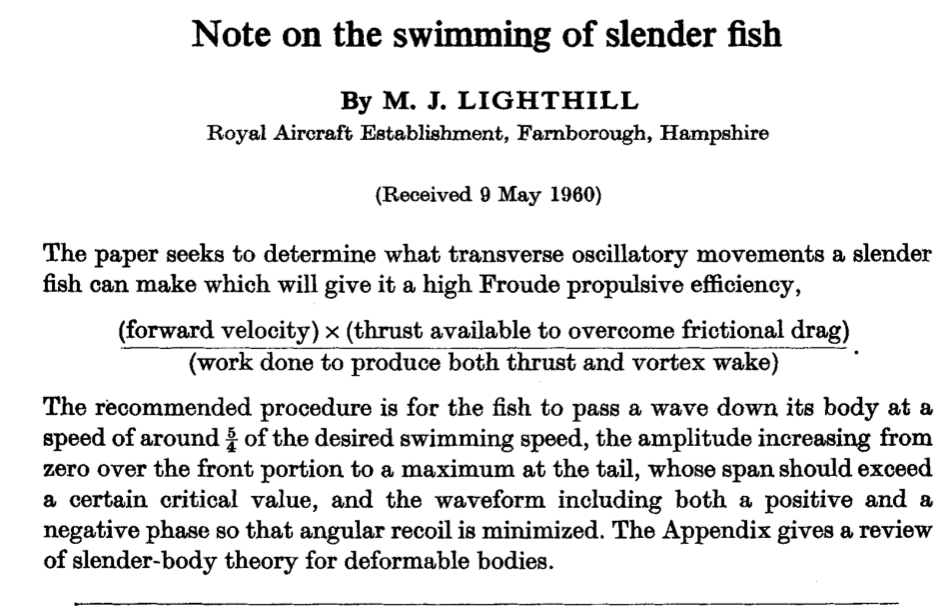 Note on the swimming of slender fish
By M. J. LIGHTHILL
Royal Aircraft Establishment, Farnborough, Hampshire
(Received 9 May 1960)
The paper seeks to determine what transverse oscillatory movements a slender
fish can make which will give it a high Froude propulsive efficiency,
(forward velocity) × (thrust available to overcome frictional drag)
(work done to produce both thrust and vortex wake) .
The recommended procedure is for the fish to pass a wave down its body at a
speed of around 5/4 of the desired swimming speed, the amplitude increasing from
zero over the front portion to a maximum at the tail, whose span should exceed
a certain critical value, and the waveform including both a positive and a
negative phase so that angular recoil is minimized. The Appendix gives a review
of slender-body theory for deformable bodies.